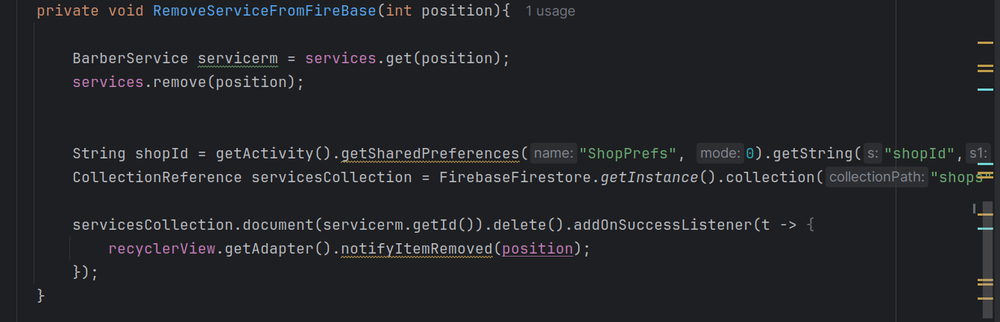 private void RemoveServiceFromFireBase(int position){ 1 usage
BarberService servicerm = services.get(position);
services.remove(position);
String shopId = getActivity().getSharedPreferences( name: "ShopPrefs", mode: 0).getString( s: "shopId", s1:
CollectionReference servicesCollection = FirebaseFirestore.getInstance().collection( collectionPath: "shops"
servicesCollection.document(servicerm.getId()).delete().addOnSuccessListener(t -> {
recyclerView.getAdapter().notifyItemRemoved(position);
});
}